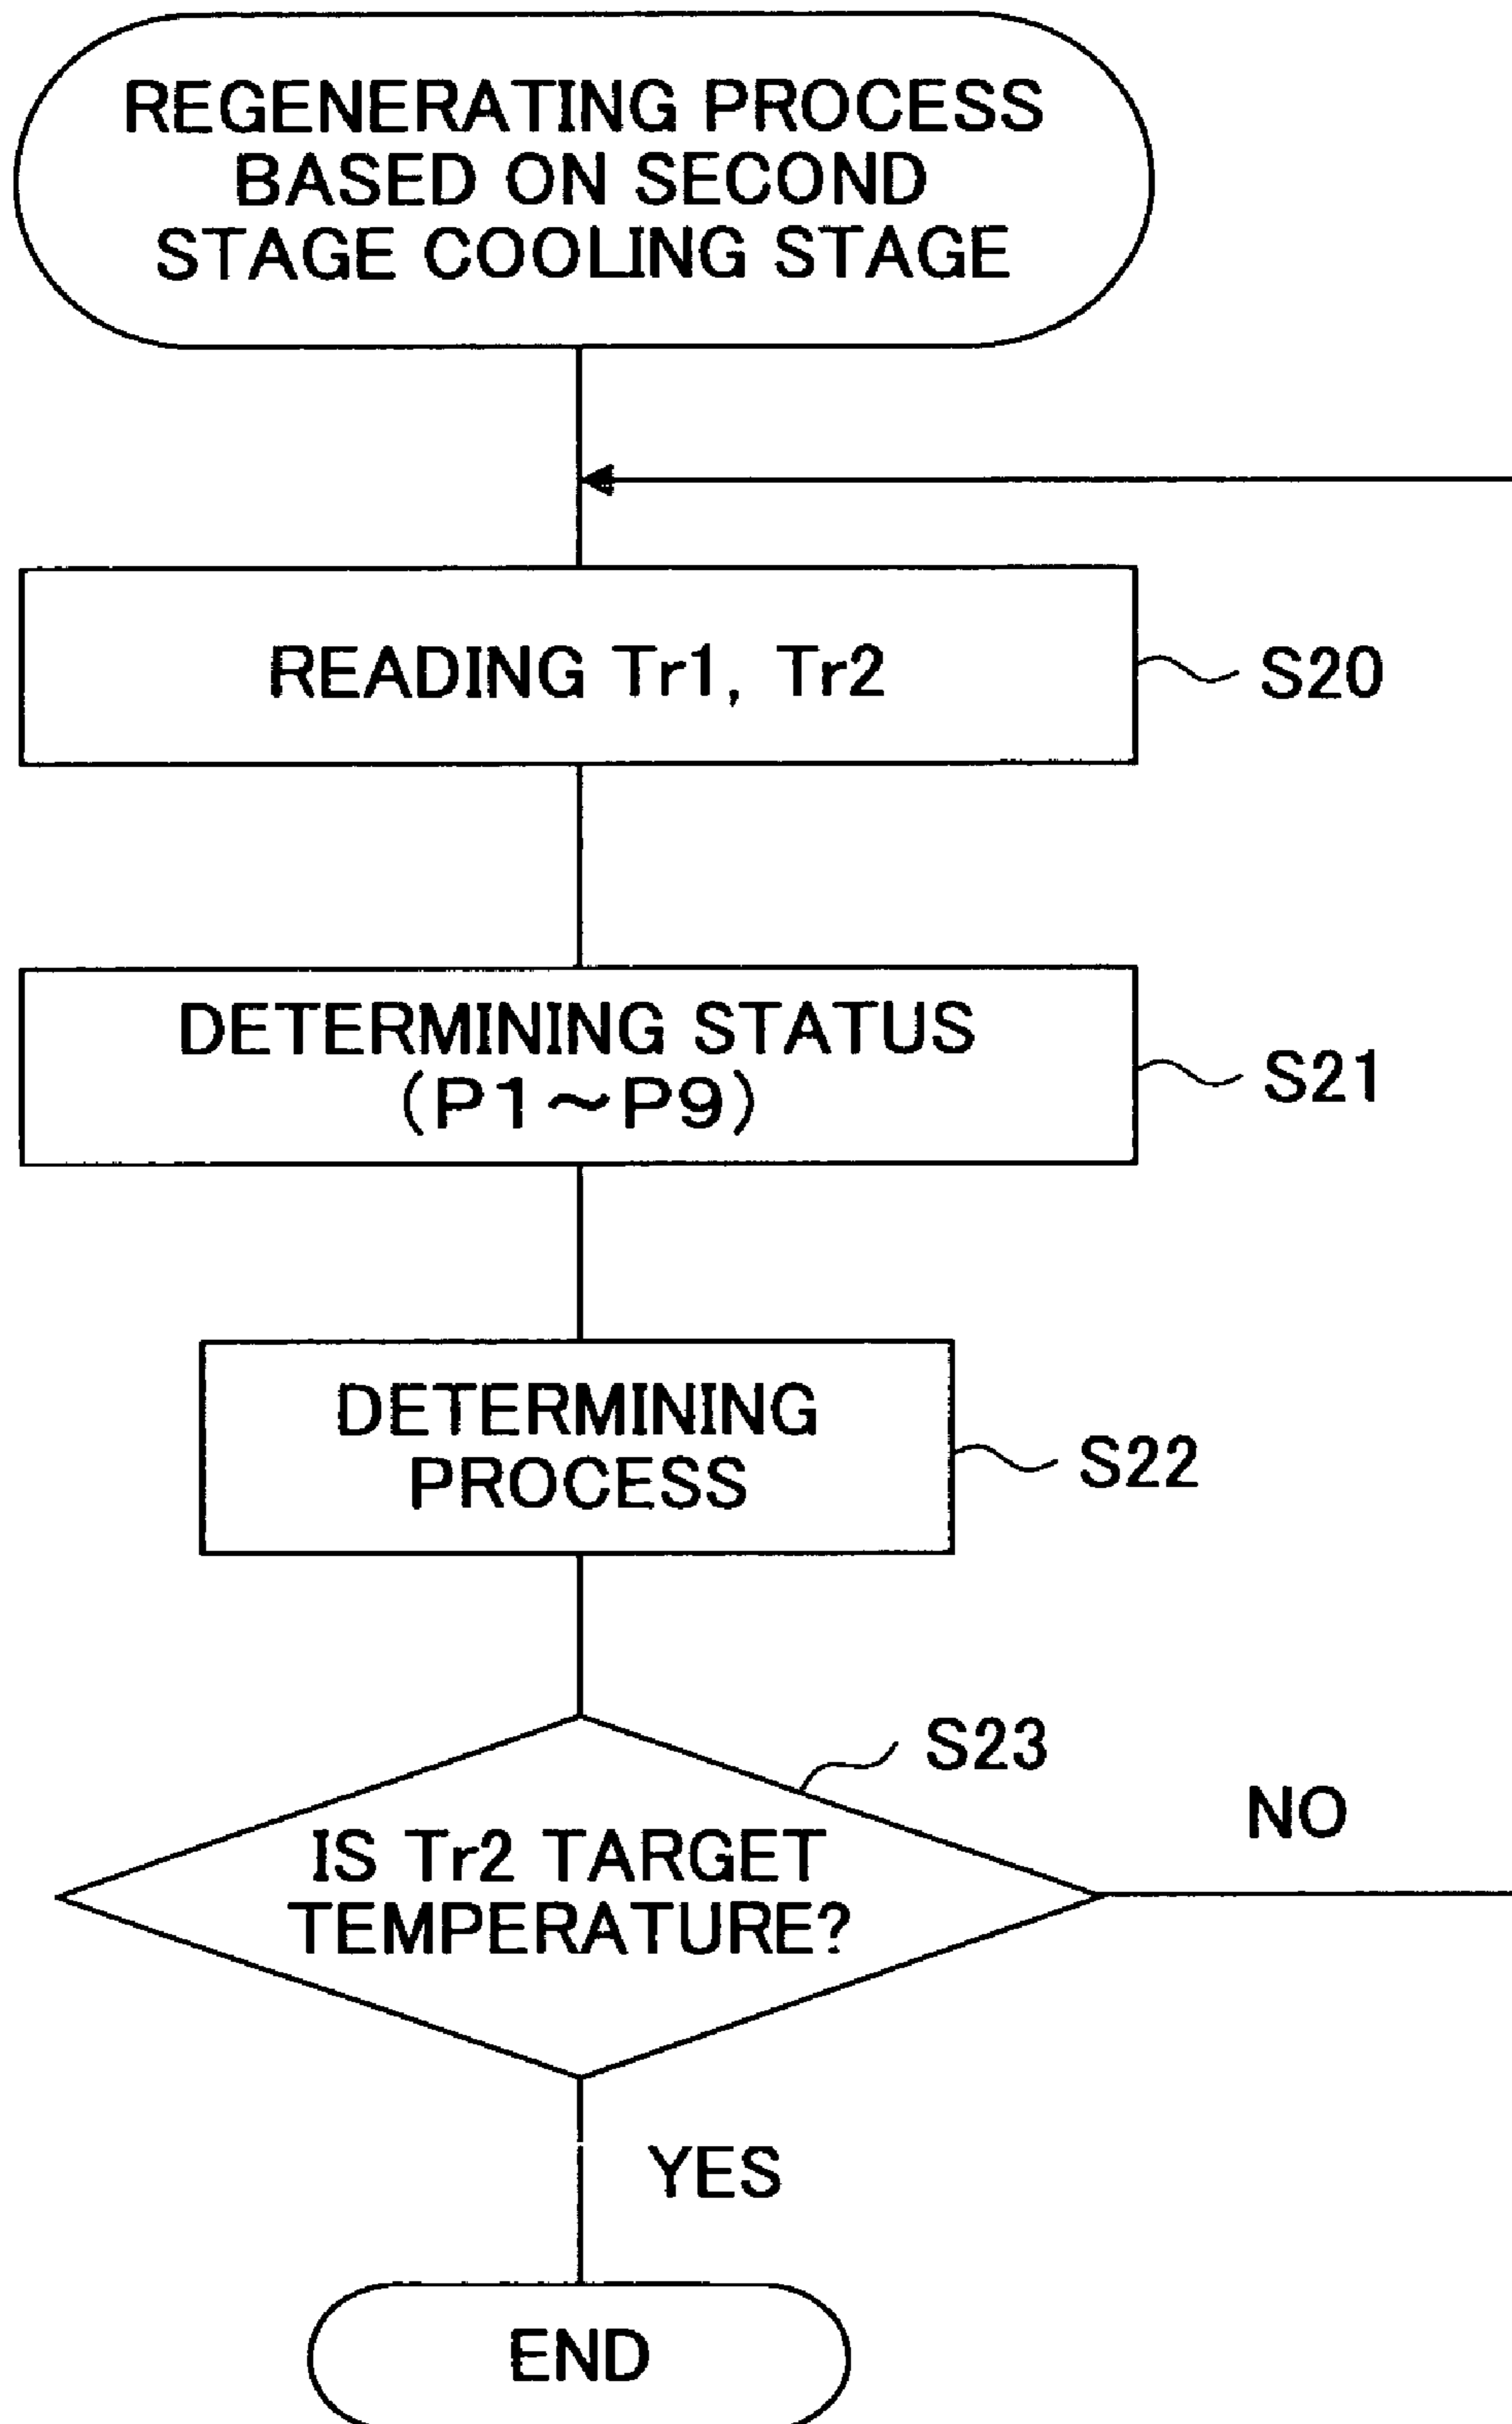 REGENERATING PROCESS
BASED ON SECOND
STAGE COOLING STAGE
READING Tr1, Tr2
S20
DETERMINING STATUS
(P1～P9)
S21
DETERMINING
PROCESS
S22
S23
NO
IS Tr2 TARGET
TEMPERATURE?
YES
END